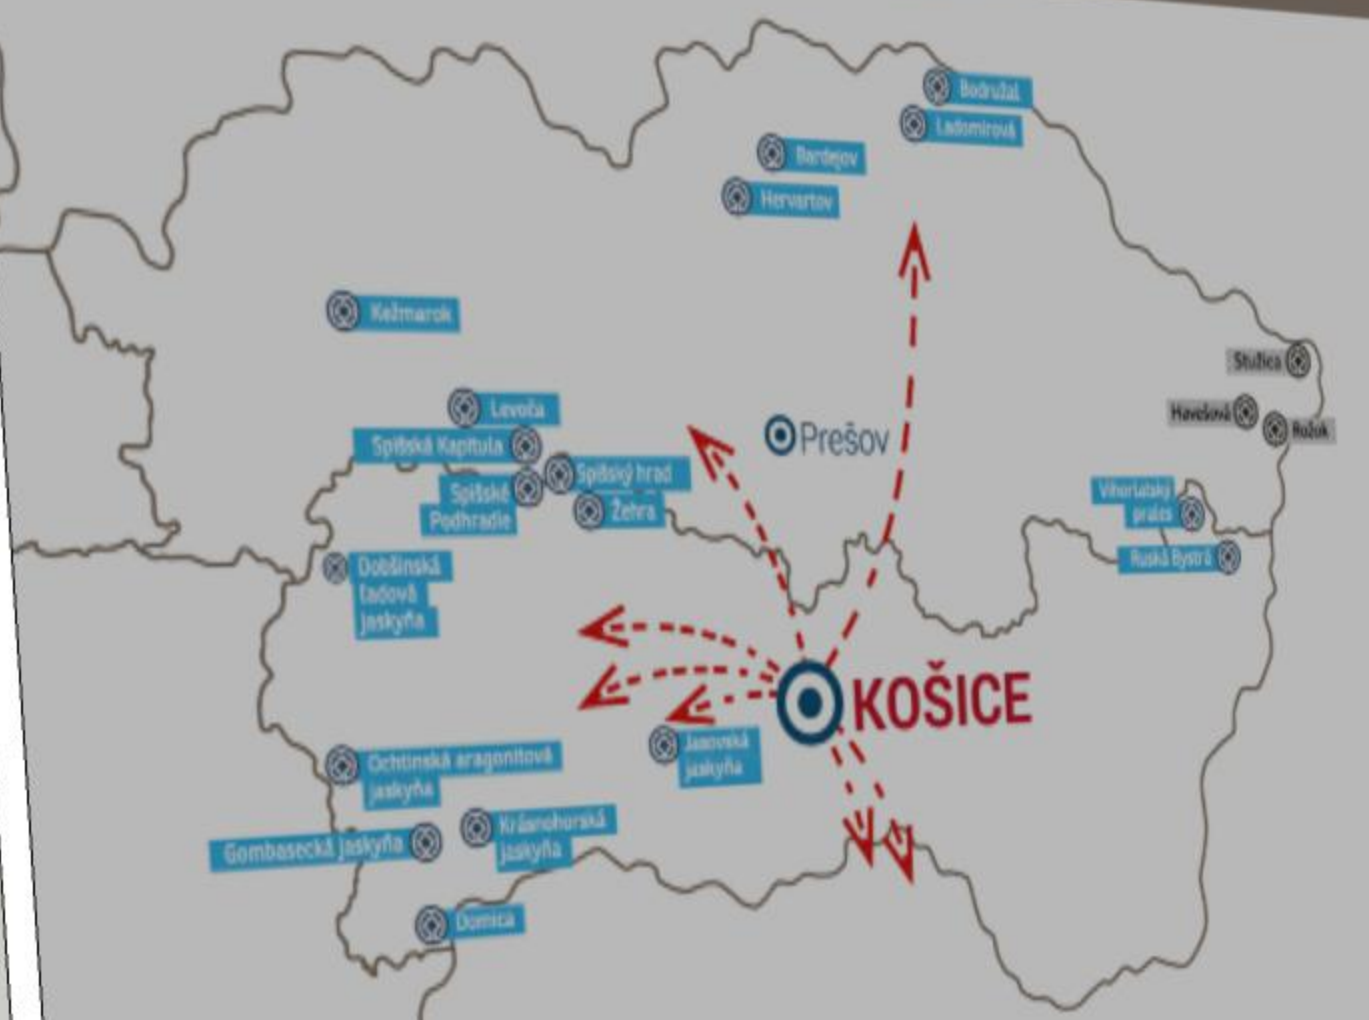 Bodružal
Ladomirová
Bardejov
Hervartov
Kežmarok
Stužica
Havešová
Rožok
Levoča
Prešov
Spišská Kapitula
Spišský hrad
Spišské
Podhradie
Žehra
Vihorlatský
prales
Ruská Bystrá
Dobšinská
ľadová
jaskyňa
KOŠICE
Jasovská
jaskyňa
Ochtinská aragonitová
jaskyňa
Krásnohorská
jaskyňa
Gombasecká jaskyňa
Domica